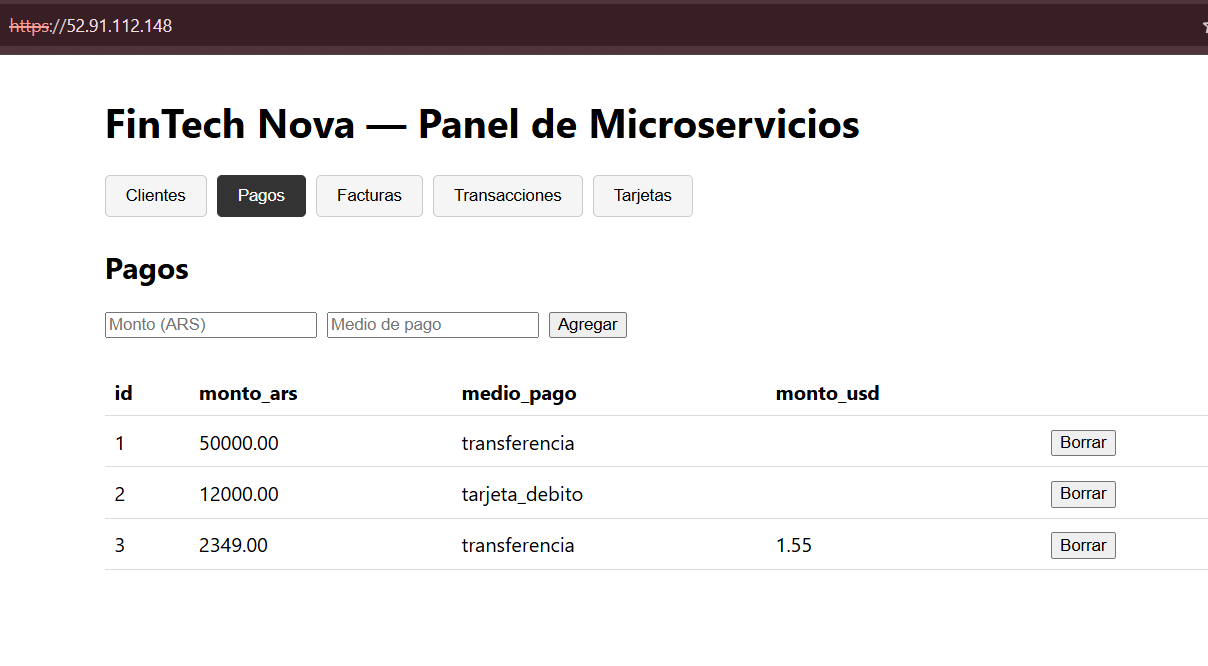 https://52.91.112.148
FinTech Nova — Panel de Microservicios
Clientes Pagos Facturas Transacciones Tarjetas
Pagos
Monto (ARS) Medio de pago Agregar
id monto_ars medio_pago monto_usd
1 50000.00 transferencia Borrar
2 12000.00 tarjeta_debito Borrar
3 2349.00 transferencia 1.55 Borrar